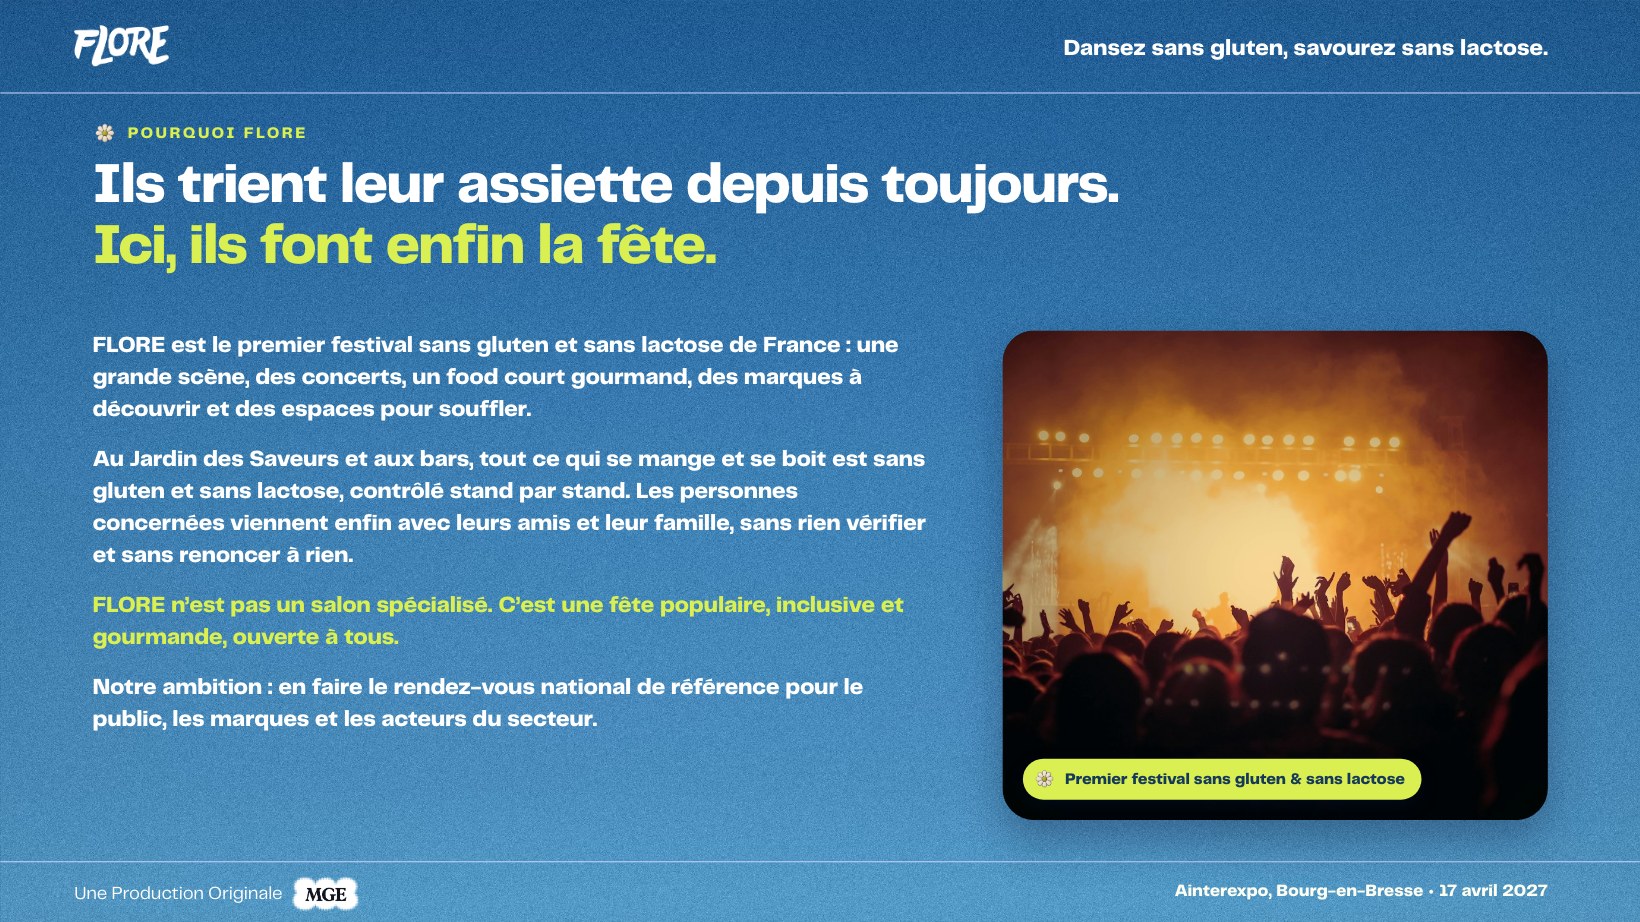 FLORE
Dansez sans gluten, savourez sans lactose.
POURQUOI FLORE
Ils trient leur assiette depuis toujours.
Ici, ils font enfin la fête.
FLORE est le premier festival sans gluten et sans lactose de France : une
grande scène, des concerts, un food court gourmand, des marques à
découvrir et des espaces pour souffler.
Au Jardin des Saveurs et aux bars, tout ce qui se mange et se boit est sans
gluten et sans lactose, contrôlé stand par stand. Les personnes
concernées viennent enfin avec leurs amis et leur famille, sans rien vérifier
et sans renoncer à rien.
FLORE n’est pas un salon spécialisé. C’est une fête populaire, inclusive et
gourmande, ouverte à tous.
Notre ambition : en faire le rendez-vous national de référence pour le
public, les marques et les acteurs du secteur.
Premier festival sans gluten & sans lactose
Une Production Originale MGE
Ainterexpo, Bourg-en-Bresse • 17 avril 2027